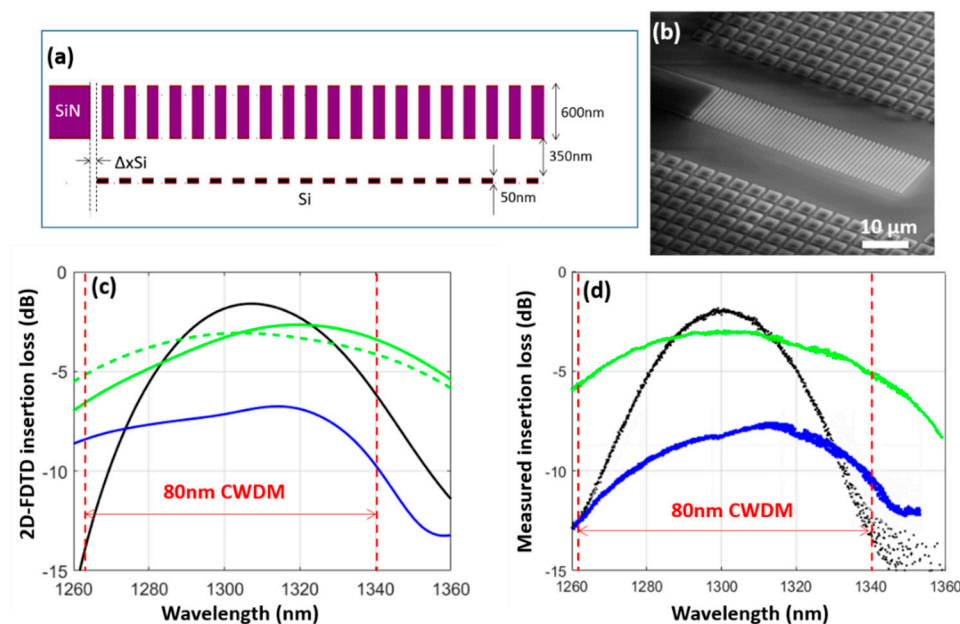 (a)
SiN
600nm
350nm
ΔxSi
Si
50nm
(b)
10 µm
(c)
2D-FDTD insertion loss (dB)
0
-5
-10
-15
80nm CWDM
1260 1280 1300 1320 1340 1360
Wavelength (nm)
(d)
Measured insertion loss (dB)
0
-5
-10
-15
80nm CWDM
1260 1280 1300 1320 1340 1360
Wavelength (nm)